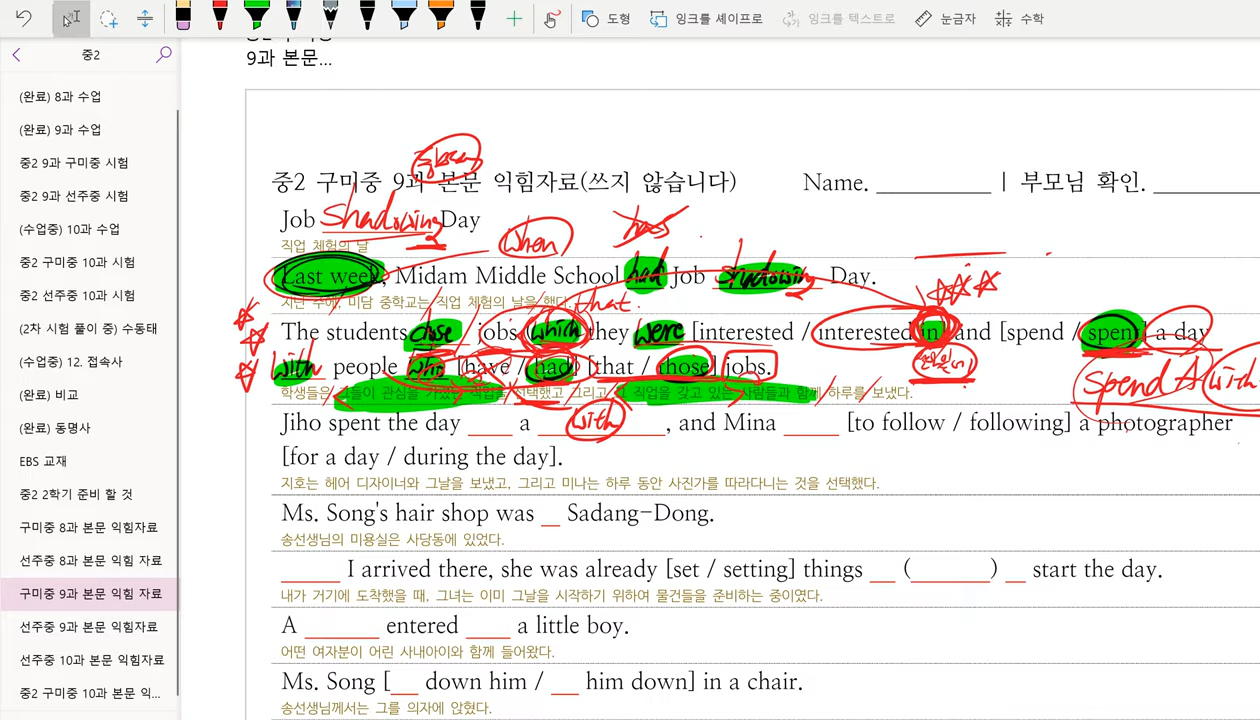 도형 잉크를 셰이프로 잉크를 텍스트로 눈금자 수학
중2
9과 본문...
(완료) 8과 수업
(완료) 9과 수업
중2 9과 구미중 시험
중2 9과 선주중 시험
(수업중) 10과 수업
중2 구미중 10과 시험
중2 선주중 10과 시험
(2차 시험 풀이 중) 수동태
(수업중) 12. 접속사
(완료) 비교
(완료) 동명사
EBS 교재
중2 2학기 준비 할 것
구미중 8과 본문 익힘자료
선주중 8과 본문 익힘 자료
구미중 9과 본문 익힘 자료
선주중 9과 본문 익힘자료
선주중 10과 본문 익힘자료
중2 구미중 10과 본문 익...
중2 구미중 9과 본문 익힘자료(쓰지 않습니다) Name. __________ | 부모님 확인.
Job Shadowing Day
직업 체험의 날
when has
Last week, Midam Middle School had Job shadowing Day.
지난 주에, 미담 중학교는 직업 체험의 날을 했다.
that
The students chose jobs which they were [interested / interested in] and [spend / spent] a day
with people who [have / had] [that / those] jobs.
spend A with
학생들은 그들이 관심을 가졌던 직업을 선택했고 그리고 그 직업을 갖고 있는 사람들과 함께 하루를 보냈다.
Jiho spent the day ____ a with, and Mina _____ [to follow / following] a photographer
[for a day / during the day].
지호는 헤어 디자이너와 그날을 보냈고, 그리고 미나는 하루 동안 사진가를 따라다니는 것을 선택했다.
Ms. Song's hair shop was __ Sadang-Dong.
송선생님의 미용실은 사당동에 있었다.
_____ I arrived there, she was already [set / setting] things __ (_______) __ start the day.
내가 거기에 도착했을 때, 그녀는 이미 그날을 시작하기 위하여 물건들을 준비하는 중이였다.
A ______ entered ____ a little boy.
어떤 여자분이 어린 사내아이와 함께 들어왔다.
Ms. Song [__ down him / __ him down] in a chair.
송선생님께서는 그를 의자에 앉혔다.